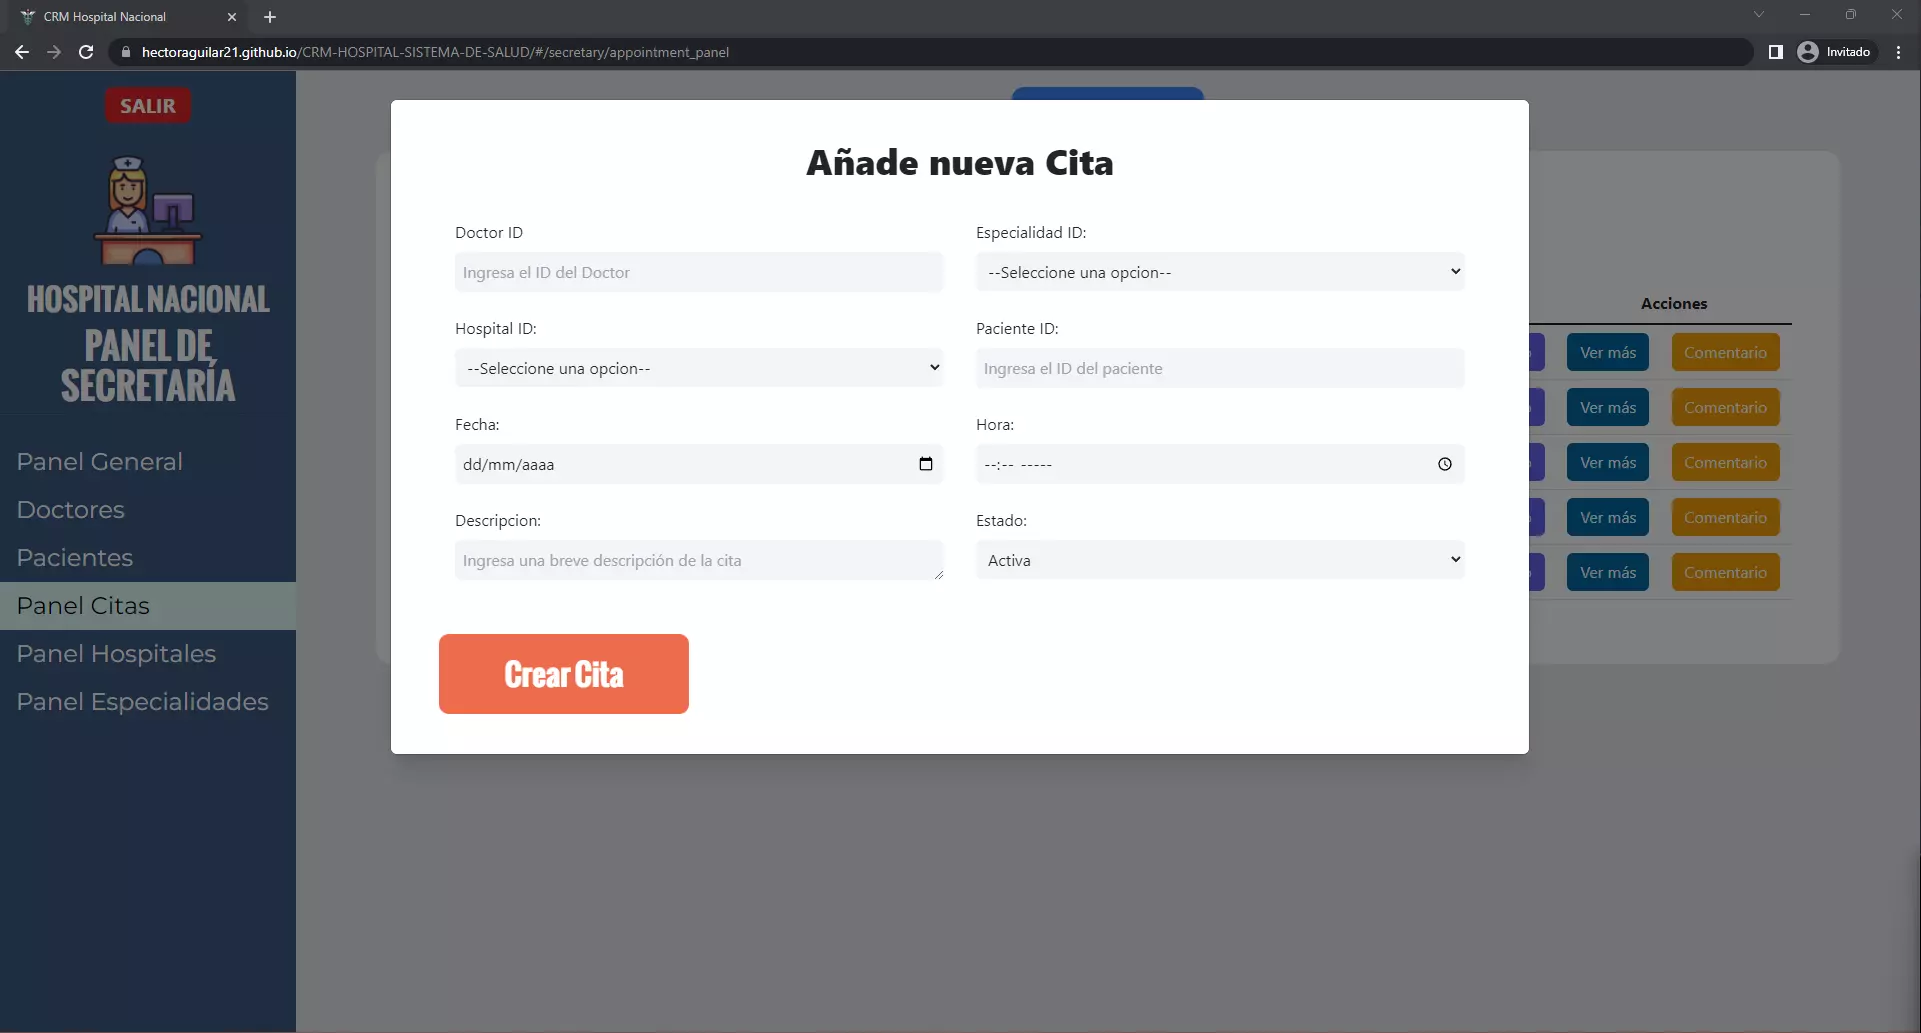 CRM Hospital Nacional
hectoraguilar21.github.io/CRM-HOSPITAL-SISTEMA-DE-SALUD/#/secretary/appointment_panel
Invitado
SALIR
HOSPITAL NACIONAL
PANEL DE
SECRETARÍA
Panel General
Doctores
Pacientes
Panel Citas
Panel Hospitales
Panel Especialidades
Añade nueva Cita
Doctor ID
Especialidad ID:
Ingresa el ID del Doctor
--Seleccione una opcion--
Hospital ID:
Paciente ID:
--Seleccione una opcion--
Ingresa el ID del paciente
Fecha:
Hora:
dd/mm/aaaa
--:-- -----
Descripcion:
Estado:
Ingresa una breve descripción de la cita
Activa
Crear Cita
Acciones
Ver más Comentario
Ver más Comentario
Ver más Comentario
Ver más Comentario
Ver más Comentario